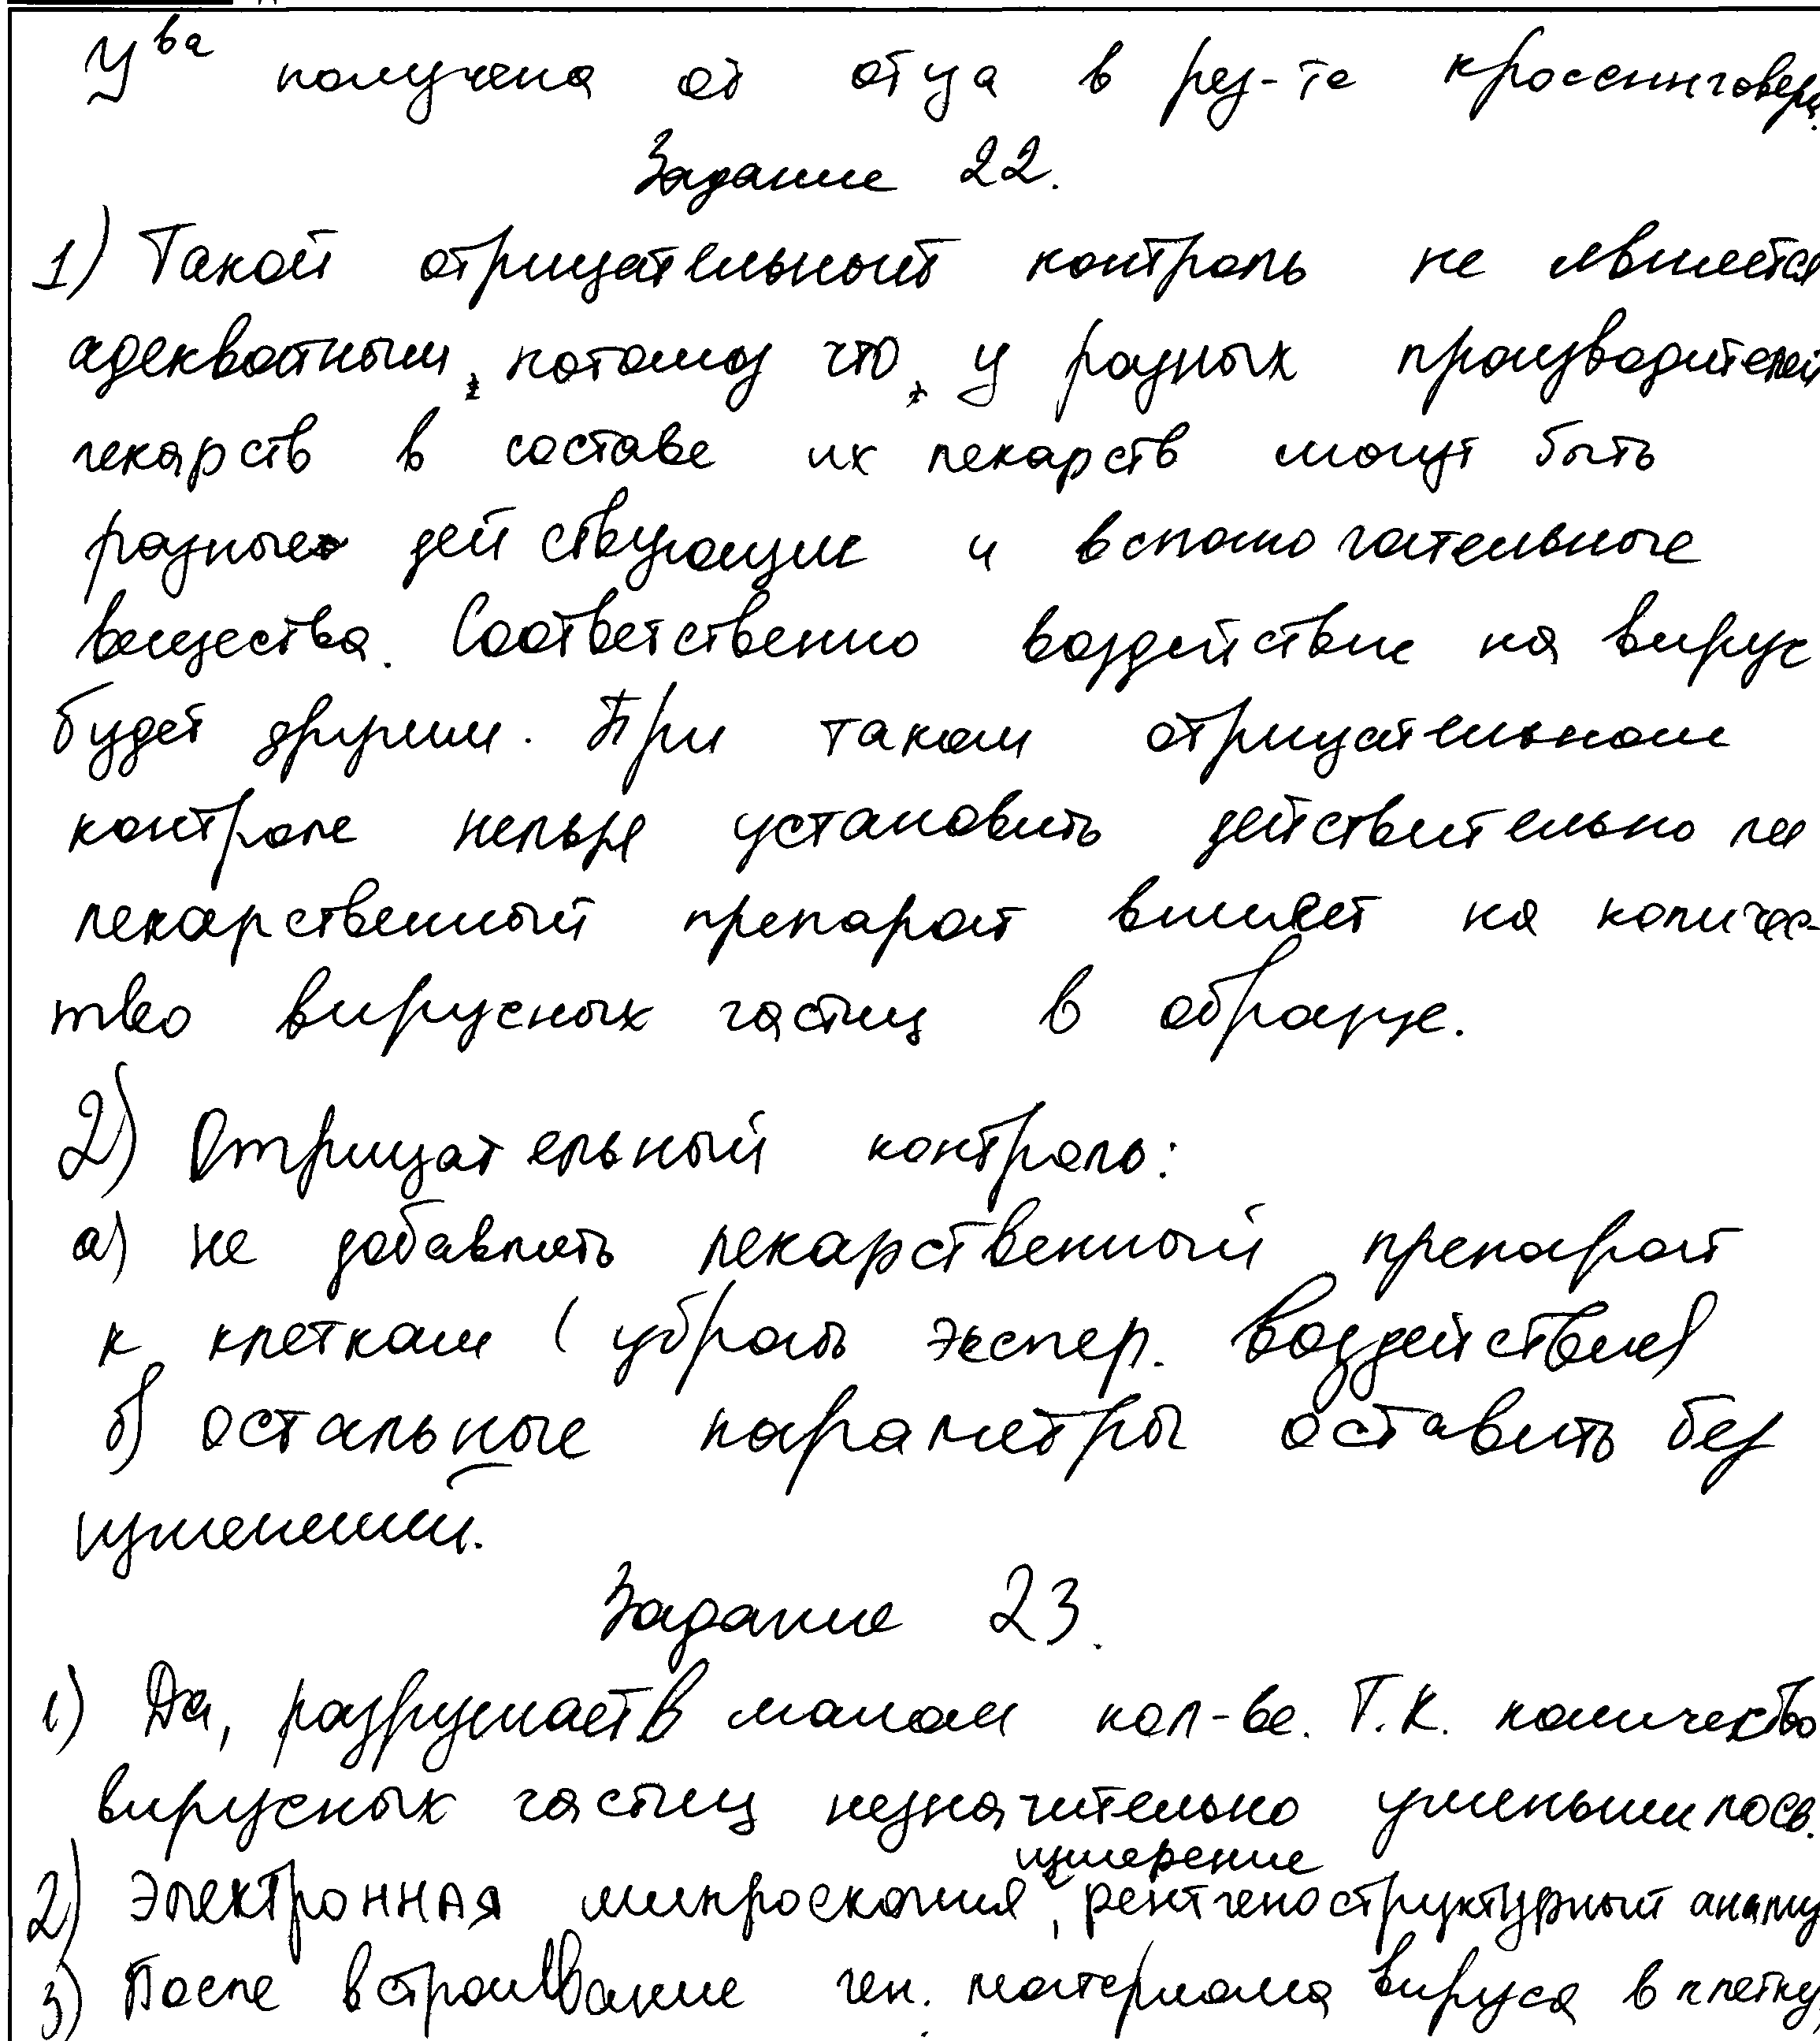 У ва получена от отца в рез-те кроссинговера.
Задание 22.
1) Такой отрицательный контроль не является
адекватным, потому что, у разных производителей
лекарств в составе их лекарств могут быть
разные действующие и вспомогательные
вещества. Соответственно воздействие на вирус
будет другим. При таком отрицательном
контроле нельзя установить действительно ли
лекарственный препарат влияет на количес-
тво вирусных частиц в образце.
2) Отрицательный контроль:
а) не добавлять лекарственный препарат
к клеткам (убрать экспер. воздействие)
б) остальные параметры оставить без
изменений.
Задание 23.
1) Да, разрушает в малом кол-ве. Т.к. количество
вирусных частиц незначительно уменьшилось.
измерение
2) Электронная микроскопия, рентгеноструктурный анализ
3) После встраивание ген. материала вируса в клетку,